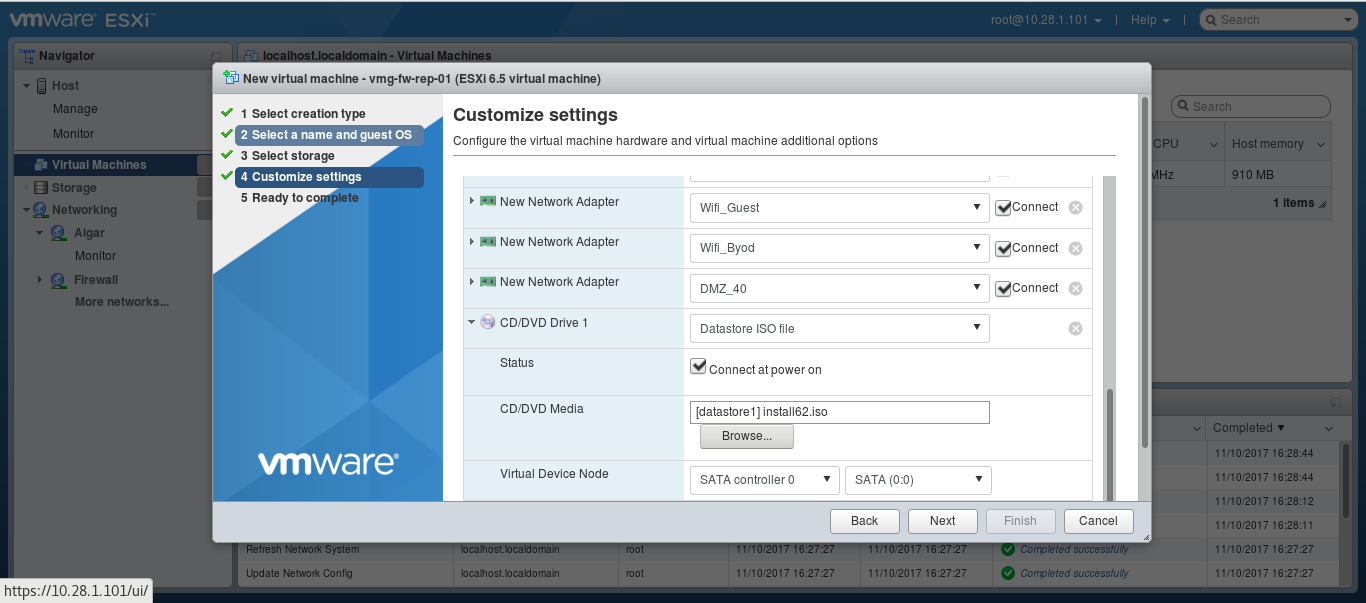 vmware ESXi™
root@10.28.1.101 | Help | Search
Navigator
localhost.localdomain - Virtual Machines
Host
Manage
Monitor
Virtual Machines
Storage
Networking
Algar
Monitor
Firewall
More networks...
New virtual machine - vmg-fw-rep-01 (ESXi 6.5 virtual machine)
1 Select creation type
2 Select a name and guest OS
3 Select storage
4 Customize settings
5 Ready to complete
vmware®
Customize settings
Configure the virtual machine hardware and virtual machine additional options
New Network Adapter Wifi_Guest Connect
New Network Adapter Wifi_Byod Connect
New Network Adapter DMZ_40 Connect
CD/DVD Drive 1 Datastore ISO file
Status Connect at power on
CD/DVD Media [datastore1] install62.iso
Browse...
Virtual Device Node SATA controller 0 SATA (0:0)
Back Next Finish Cancel
Search
CPU Host memory
MHz 910 MB
1 items
Completed
11/10/2017 16:28:44
11/10/2017 16:28:44
11/10/2017 16:28:12
11/10/2017 16:28:11
Refresh Network System localhost.localdomain root 11/10/2017 16:27:27 11/10/2017 16:27:27 Completed successfully 11/10/2017 16:27:27
Update Network Config localhost.localdomain root 11/10/2017 16:27:27 11/10/2017 16:27:27 Completed successfully 11/10/2017 16:27:27
https://10.28.1.101/ui/